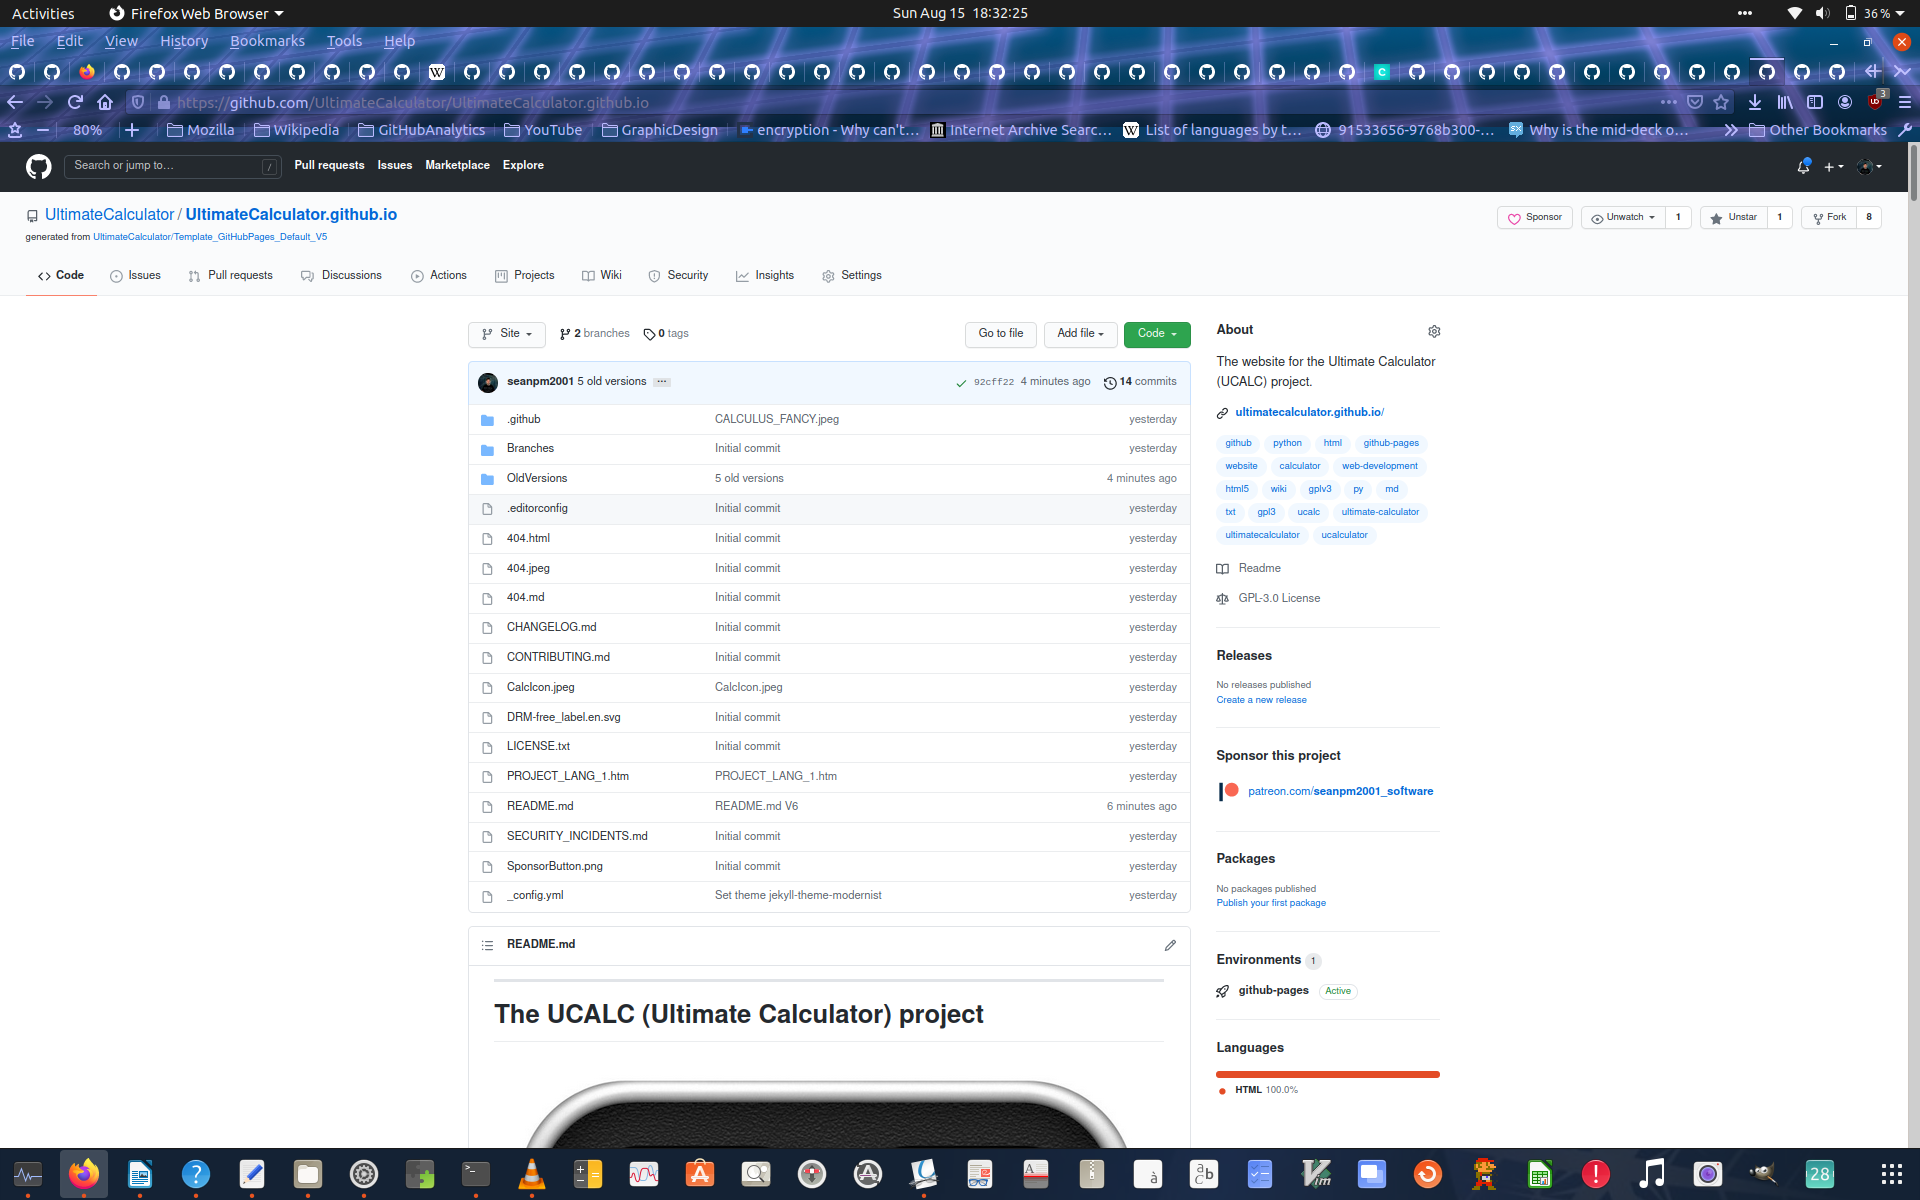 Activities Firefox Web Browser Sun Aug 15 18:32:25 36 %
File Edit View History Bookmarks Tools Help
https://github.com/UltimateCalculator/UltimateCalculator.github.io 3
80% Mozilla Wikipedia GitHubAnalytics YouTube GraphicDesign encryption - Why can't... Internet Archive Searc... List of languages by t... 91533656-9768b300-... Why is the mid-deck o... Other Bookmarks
Search or jump to... / Pull requests Issues Marketplace Explore
UltimateCalculator / UltimateCalculator.github.io Sponsor Unwatch 1 Unstar 1 Fork 8
generated from UltimateCalculator/Template_GitHubPages_Default_V5
Code Issues Pull requests Discussions Actions Projects Wiki Security Insights Settings
Site 2 branches 0 tags Go to file Add file Code
seanpm2001 5 old versions ... 92cff22 4 minutes ago 14 commits
.github CALCULUS_FANCY.jpeg yesterday
Branches Initial commit yesterday
OldVersions 5 old versions 4 minutes ago
.editorconfig Initial commit yesterday
404.html Initial commit yesterday
404.jpeg Initial commit yesterday
404.md Initial commit yesterday
CHANGELOG.md Initial commit yesterday
CONTRIBUTING.md Initial commit yesterday
CalcIcon.jpeg CalcIcon.jpeg yesterday
DRM-free_label.en.svg Initial commit yesterday
LICENSE.txt Initial commit yesterday
PROJECT_LANG_1.htm PROJECT_LANG_1.htm yesterday
README.md README.md V6 6 minutes ago
SECURITY_INCIDENTS.md Initial commit yesterday
SponsorButton.png Initial commit yesterday
_config.yml Set theme jekyll-theme-modernist yesterday
README.md
The UCALC (Ultimate Calculator) project
About
The website for the Ultimate Calculator
(UCALC) project.
ultimatecalculator.github.io/
github python html github-pages
website calculator web-development
html5 wiki gplv3 py md
txt gpl3 ucalc ultimate-calculator
ultimatecalculator ucalculator
Readme
GPL-3.0 License
Releases
No releases published
Create a new release
Sponsor this project
patreon.com/seanpm2001_software
Packages
No packages published
Publish your first package
Environments 1
github-pages Active
Languages
HTML 100.0%
28